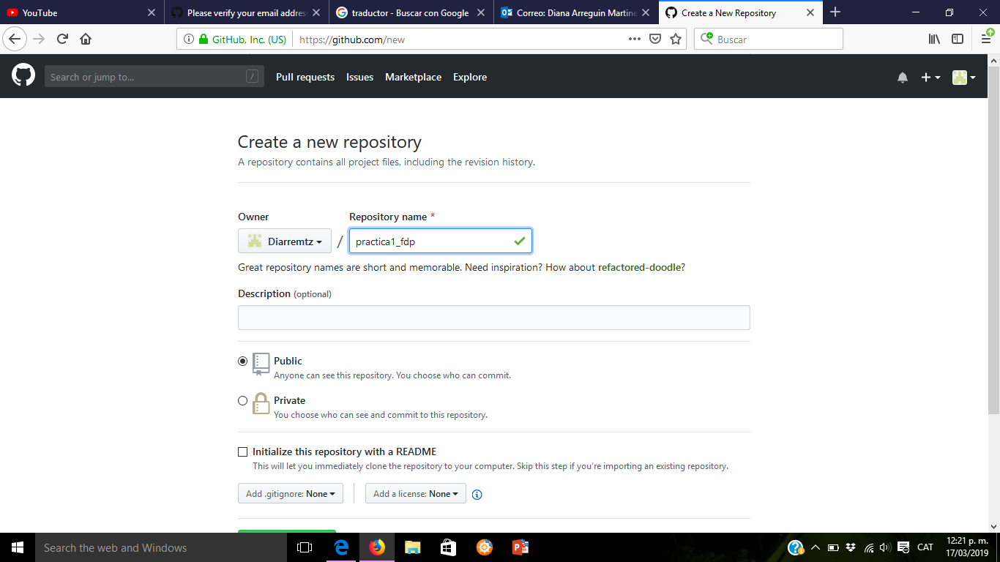 YouTube
Please verify your email addres
traductor - Buscar con Google
Correo: Diana Arreguin Martine
Create a New Repository
GitHub, Inc. (US)
https://github.com/new
Buscar
Search or jump to...
/
Pull requests
Issues
Marketplace
Explore
Create a new repository
A repository contains all project files, including the revision history.
Owner
Repository name *
Diarremtz
/
practica1_fdp
Great repository names are short and memorable. Need inspiration? How about refactored-doodle?
Description (optional)
Public
Anyone can see this repository. You choose who can commit.
Private
You choose who can see and commit to this repository.
Initialize this repository with a README
This will let you immediately clone the repository to your computer. Skip this step if you’re importing an existing repository.
Add .gitignore: None
Add a license: None
Search the web and Windows
CAT
12:21 p. m.
17/03/2019